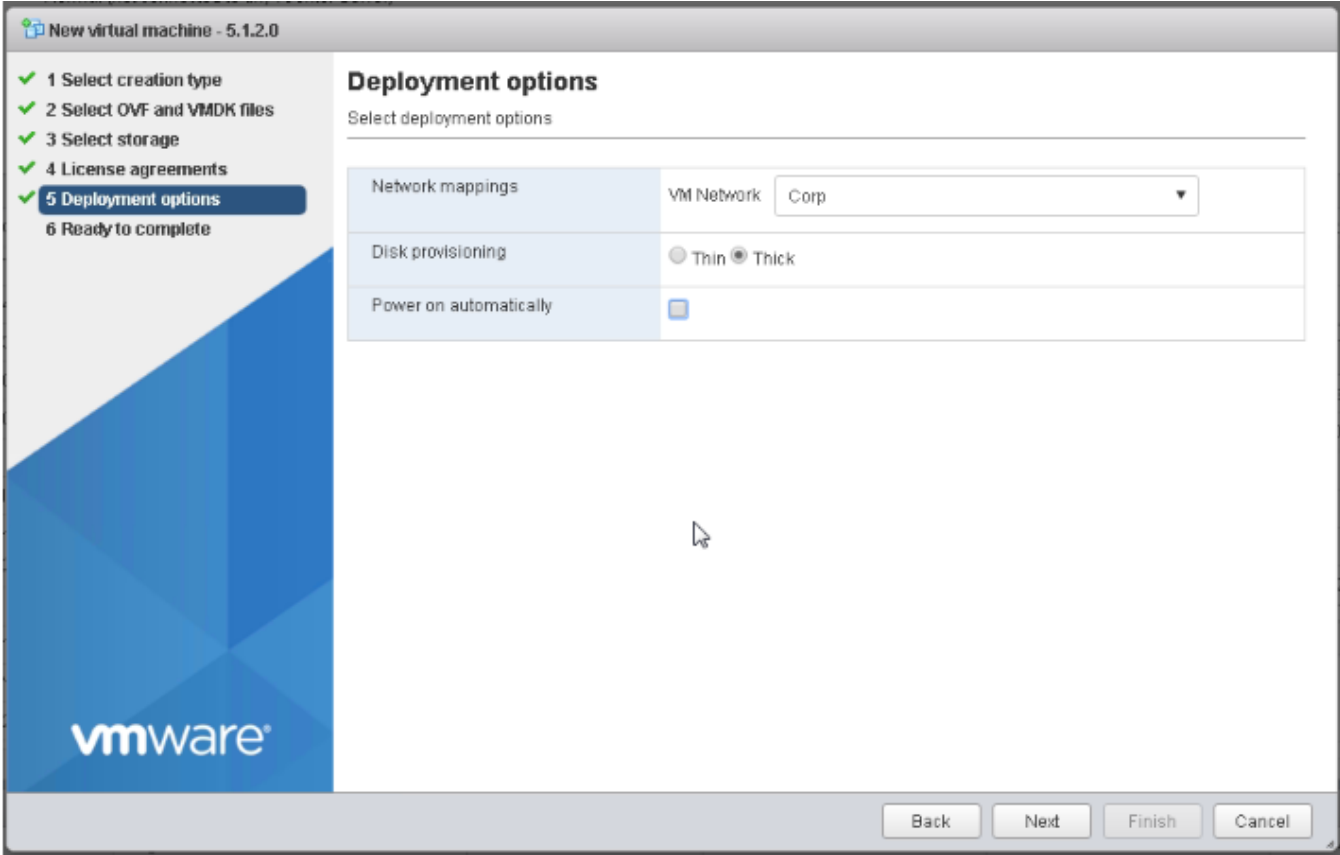 New virtual machine - 5.1.2.0
1 Select creation type
2 Select OVF and VMDK files
3 Select storage
4 License agreements
5 Deployment options
6 Ready to complete
Deployment options
Select deployment options
Network mappings
VM Network Corp
Disk provisioning
Thin Thick
Power on automatically
vmware®
Back Next Finish Cancel